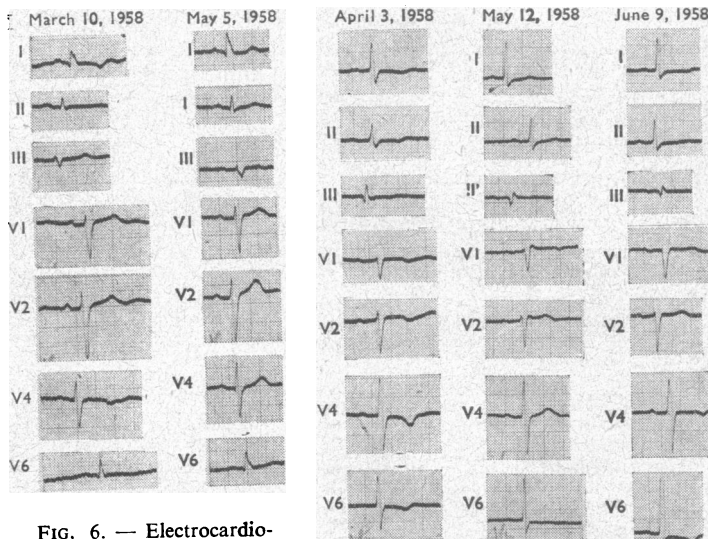 March 10, 1958
May 5, 1958
I
I
II
I
III
III
V1
V1
V2
V2
V4
V4
V6
V6
FIG. 6. — Electrocardio-
April 3, 1958
May 12, 1958
June 9, 1958
I
I
II
II
II
III
III
V1
V1
V1
V2
V2
V2
V4
V4
V4
V6
V6
V6